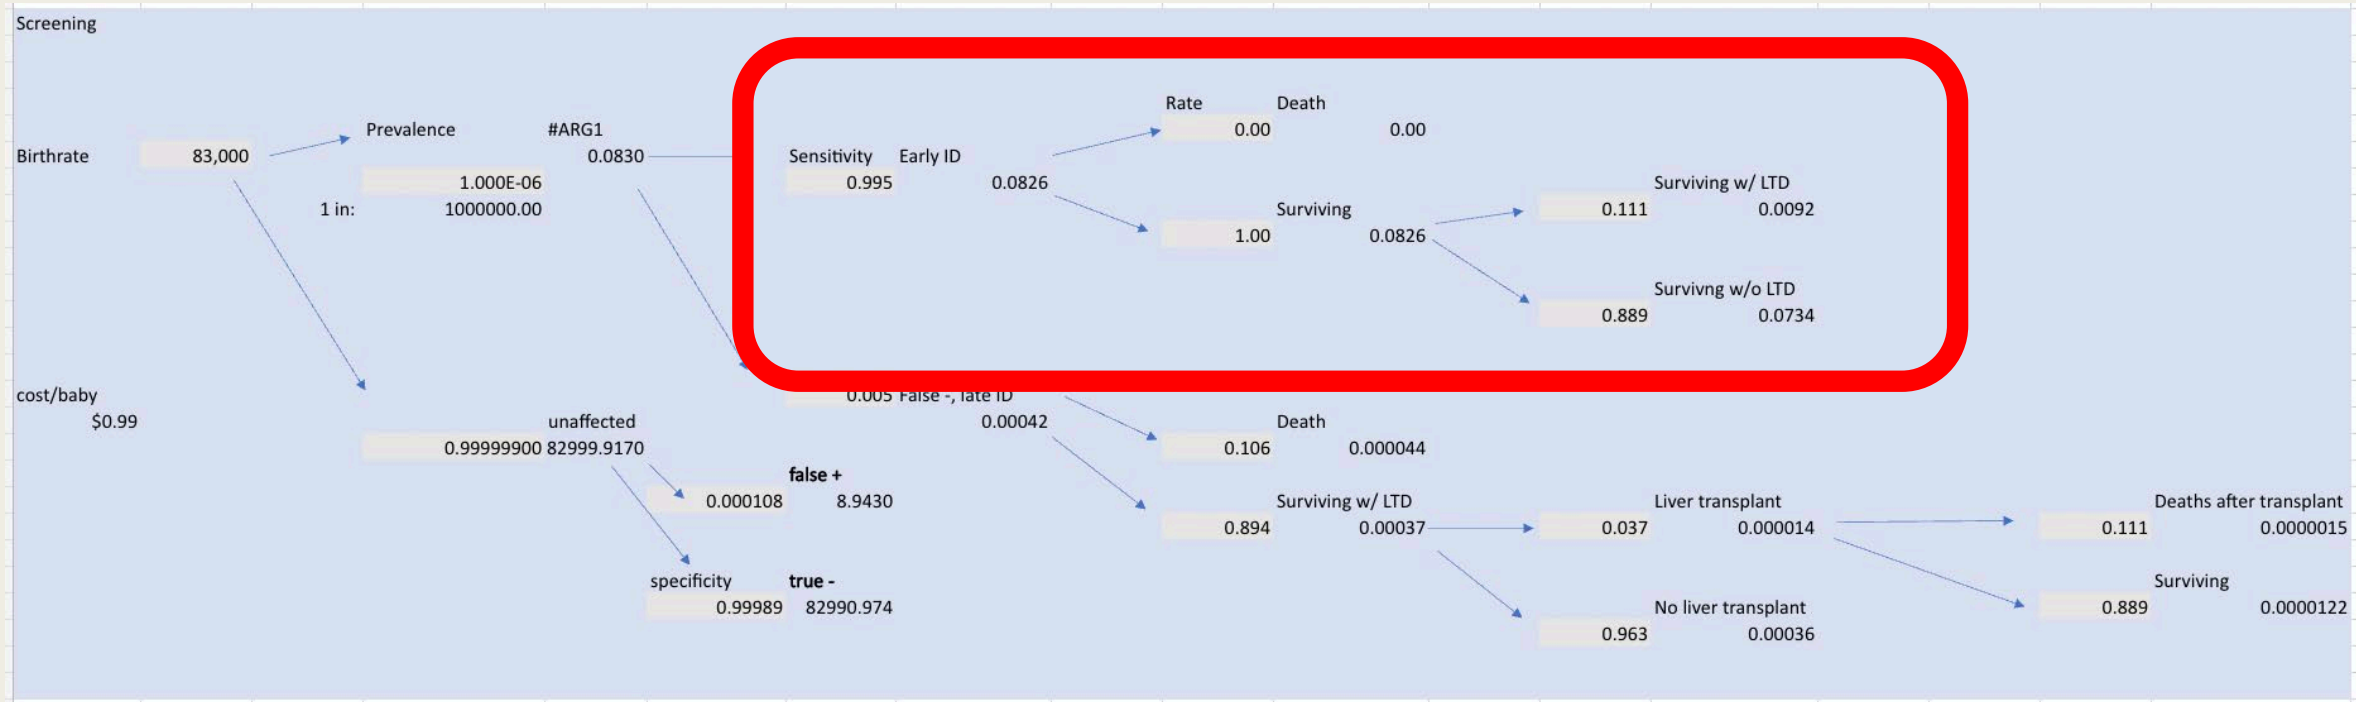 Screening
Rate Death
Prevalence #ARG1 0.00 0.00
Birthrate 83,000 0.0830 Sensitivity Early ID
1.000E-06 0.995 0.0826 Surviving w/ LTD
1 in: 1000000.00 Surviving 0.111 0.0092
1.00 0.0826
Survivng w/o LTD
0.889 0.0734
cost/baby 0.005 False -, late ID
$0.99 unaffected 0.00042 Death
0.99999900 82999.9170 0.106 0.000044
false +
0.000108 8.9430 Surviving w/ LTD Liver transplant Deaths after transplant
0.894 0.00037 0.037 0.000014 0.111 0.0000015
specificity true - Surviving
0.99989 82990.974 No liver transplant 0.889 0.0000122
0.963 0.00036